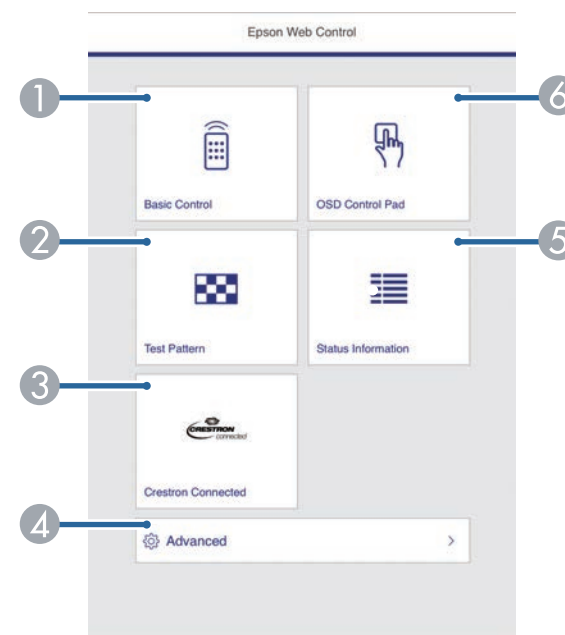 Epson Web Control
1
6
Basic Control
OSD Control Pad
2
5
Test Pattern
Status Information
3
CRESTRON
connected
Crestron Connected
4
Advanced